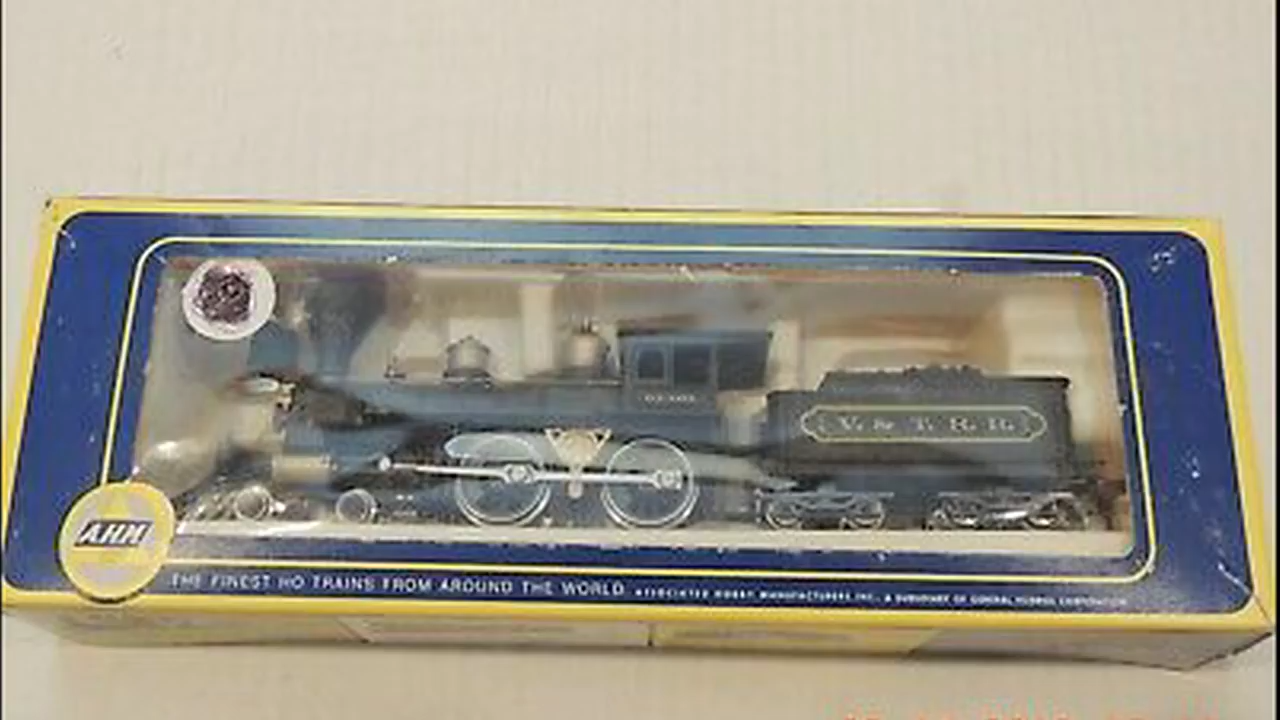 V. & T. R. R.
AHM
THE FINEST HO TRAINS FROM AROUND THE WORLD ASSOCIATED HOBBY MANUFACTURERS INC., A SUBSIDIARY OF GENERAL HOBBIES CORPORATION